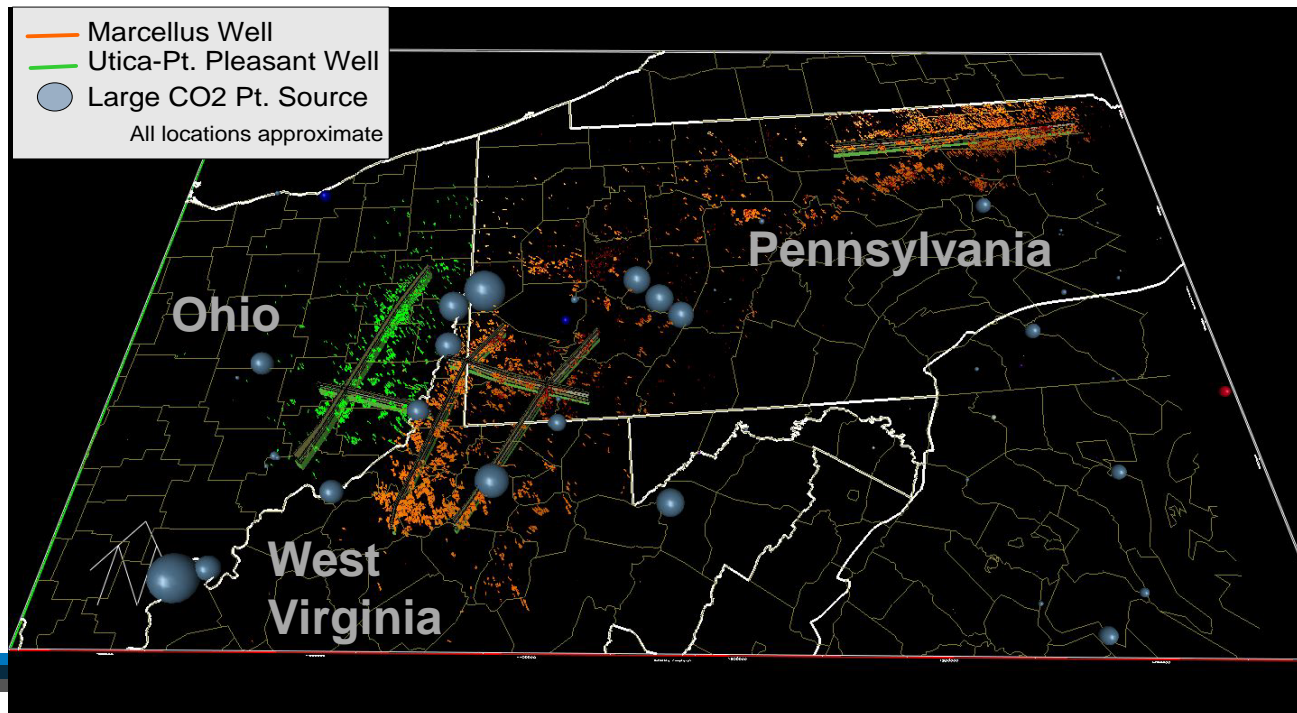 Marcellus Well
Utica-Pt. Pleasant Well
Large CO2 Pt. Source
All locations approximate
Pennsylvania
Ohio
West
Virginia